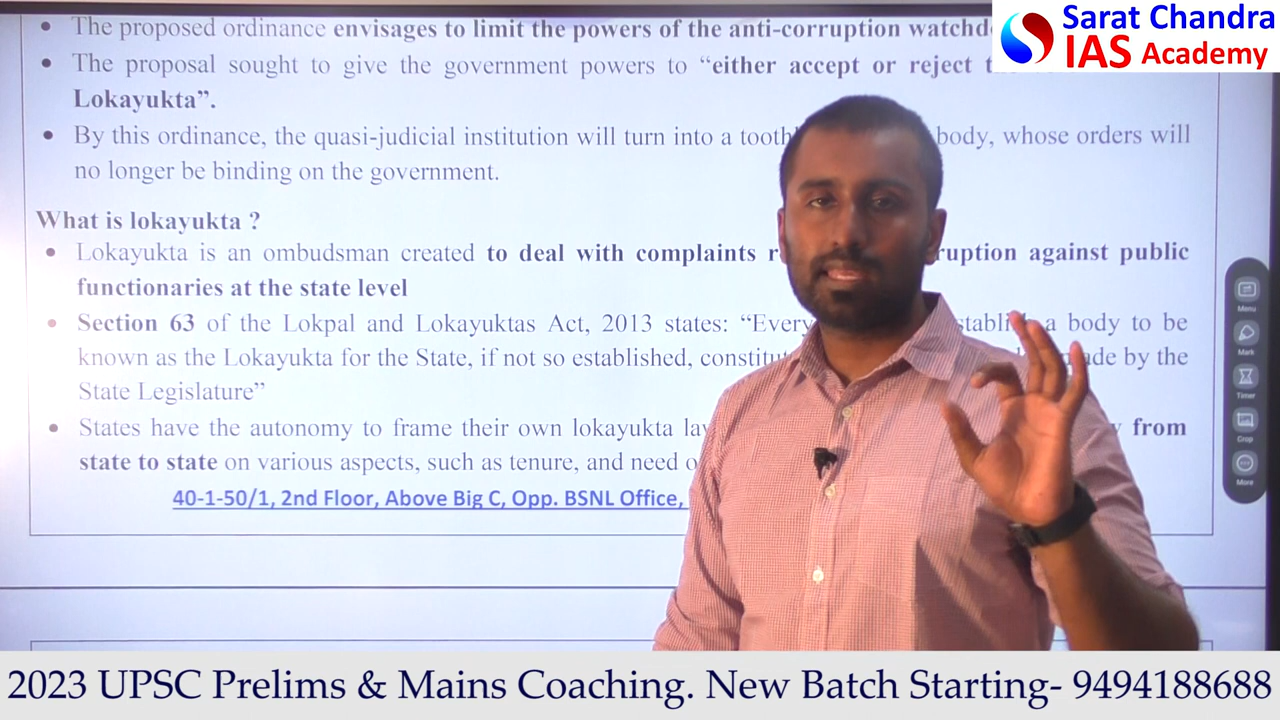 Sarat Chandra
IAS Academy
The proposed ordinance envisages to limit the powers of the anti-corruption
The proposal sought to give the government powers to “either accept or reject
Lokayukta”.
By this ordinance, the quasi-judicial institution will turn into a body, whose orders will
no longer be binding on the government.
What is lokayukta ?
Lokayukta is an ombudsman created to deal with complaints against public
functionaries at the state level
Section 63 of the Lokpal and Lokayuktas Act, 2013 states: “Every a body to be
known as the Lokayukta for the State, if not so established, by the
State Legislature”
States have the autonomy to frame their own lokayukta from
state to state on various aspects, such as tenure, and need
40-1-50/1, 2nd Floor, Above Big C, Opp. BSNL Office,
Menu
Mark
Timer
Crop
More
2023 UPSC Prelims & Mains Coaching. New Batch Starting- 9494188688